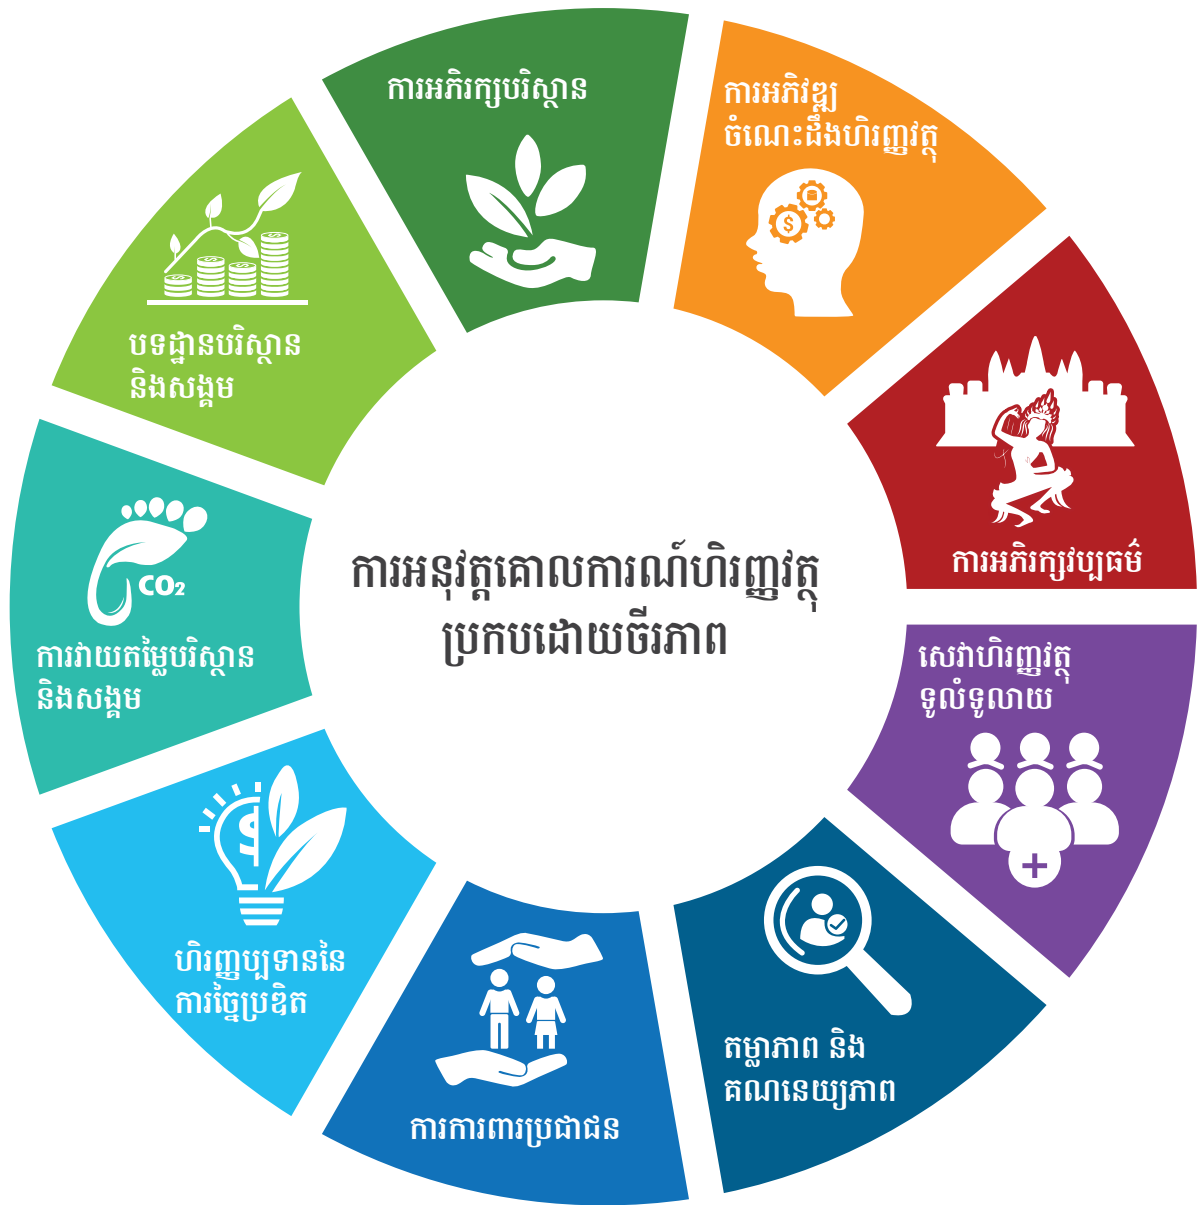 ការអភិរក្សបរិស្ថាន
ការអភិវឌ្ឍ
ចំណេះដឹងហិរញ្ញវត្ថុ
ការអភិរក្សវប្បធម៌
សេវាហិរញ្ញវត្ថុ
ទូលំទូលាយ
តម្លាភាព និង
គណនេយ្យភាព
ការការពារប្រជាជន
ហិរញ្ញប្បទាននៃ
ការច្នៃប្រឌិត
CO₂
ការវាយតម្លៃបរិស្ថាន
និងសង្គម
បទដ្ឋានបរិស្ថាន
និងសង្គម
ការអនុវត្តគោលការណ៍ហិរញ្ញវត្ថុ
ប្រកបដោយចីរភាព